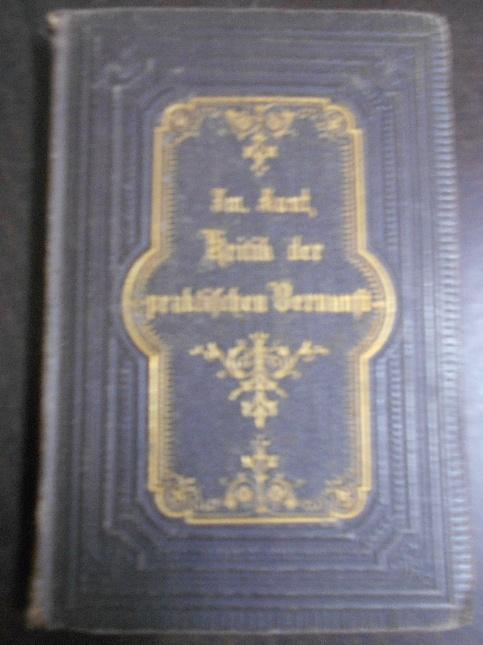 Im. Kant,
Kritik der
praktischen Vernunft